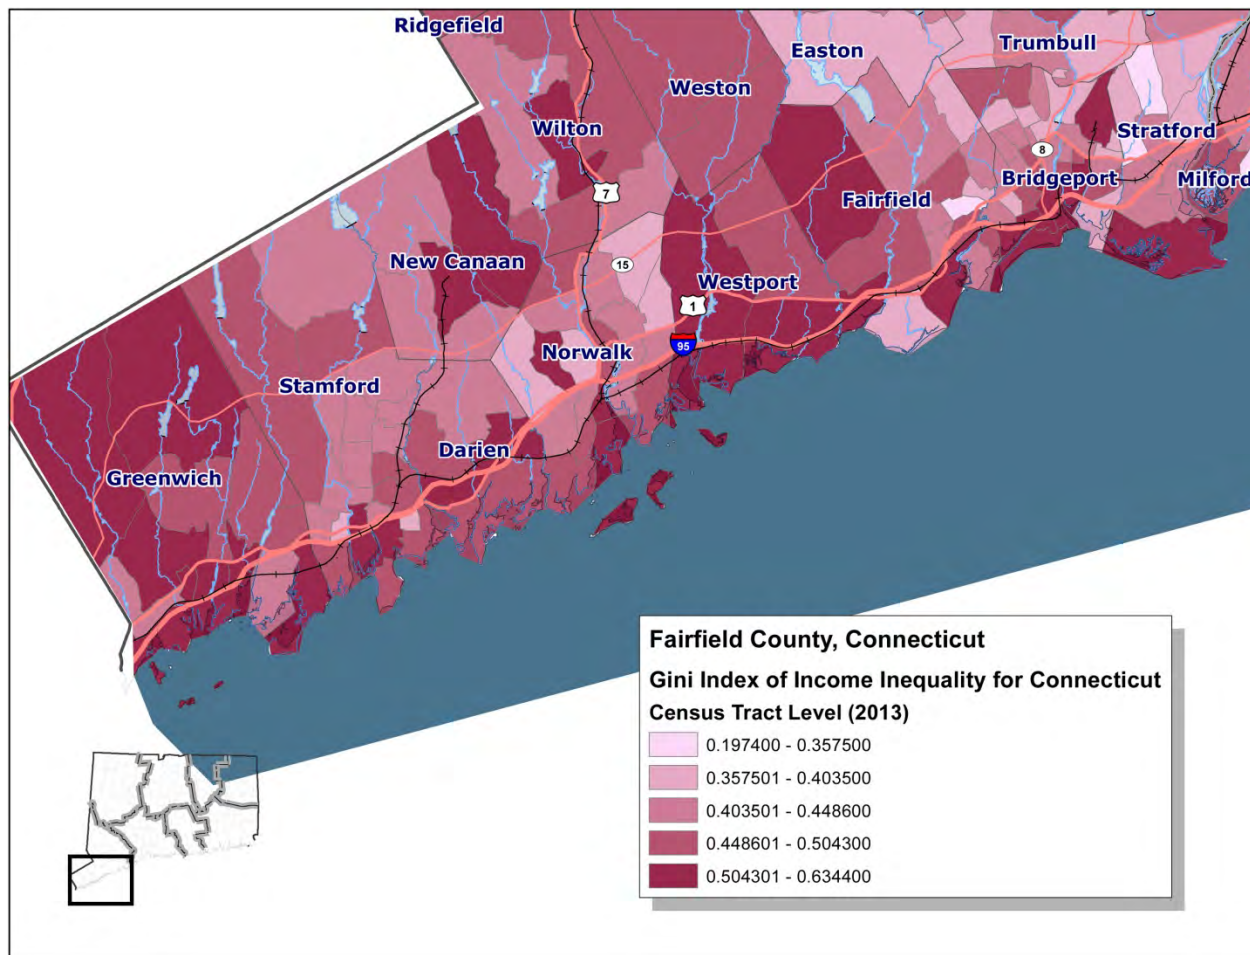 Ridgefield
Easton
Trumbull
Weston
Wilton
Stratford
8
Bridgeport
Milford
7
Fairfield
New Canaan
15
Westport
1
95
Norwalk
Stamford
Darien
Greenwich
Fairfield County, Connecticut
Gini Index of Income Inequality for Connecticut
Census Tract Level (2013)
0.197400 - 0.357500
0.357501 - 0.403500
0.403501 - 0.448600
0.448601 - 0.504300
0.504301 - 0.634400